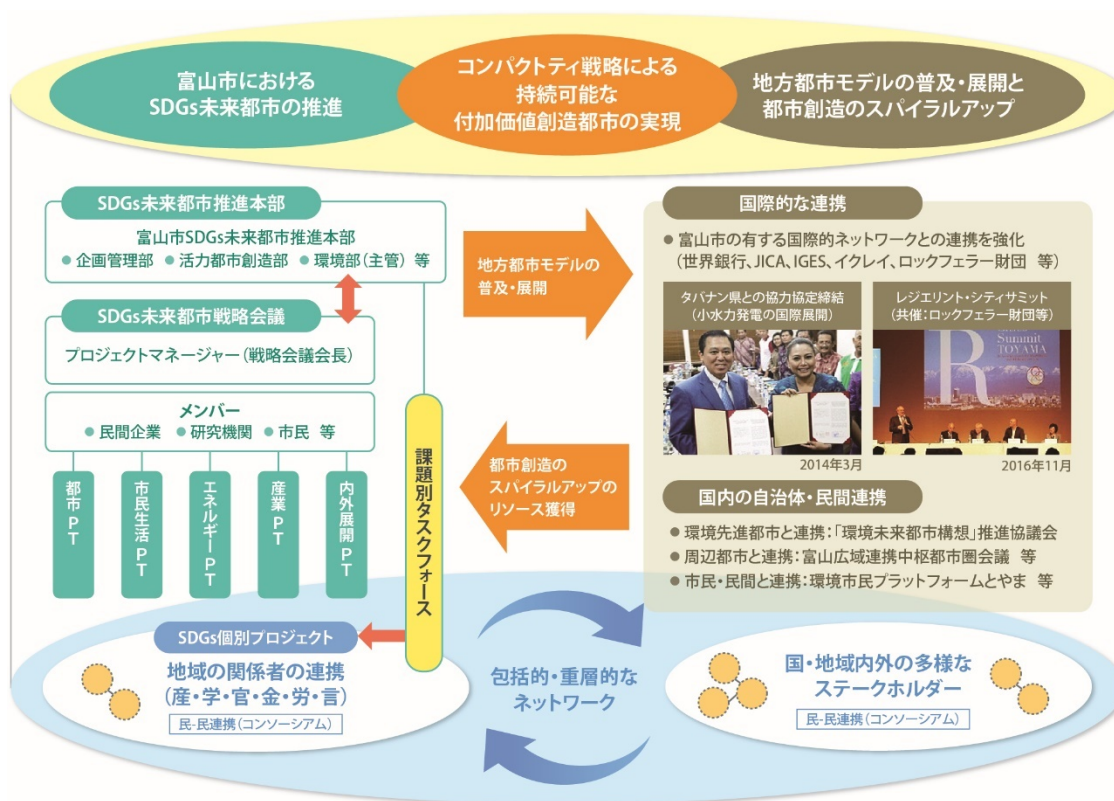 富山市における
SDGs未来都市の推進
コンパクトティ戦略による
持続可能な
付加価値創造都市の実現
地方都市モデルの普及・展開と
都市創造のスパイラルアップ
SDGs未来都市推進本部
富山市SDGs未来都市推進本部
● 企画管理部 ● 活力都市創造部 ● 環境部(主管) 等
SDGs未来都市戦略会議
プロジェクトマネージャー(戦略会議会長)
メンバー
● 民間企業 ● 研究機関 ● 市民 等
都市PT
市民生活PT
エネルギーPT
産業PT
内外展開PT
課題別タスクフォース
地方都市モデルの
普及・展開
都市創造の
スパイラルアップの
リソース獲得
国際的な連携
● 富山市の有する国際的ネットワークとの連携を強化
(世界銀行、JICA、IGES、イクレイ、ロックフェラー財団 等)
タバナン県との協力協定締結
(小水力発電の国際展開)
2014年3月
レジエリント・シティサミット
(共催:ロックフェラー財団等)
R
Summit
TOYAMA
2016年11月
国内の自治体・民間連携
● 環境先進都市と連携:「環境未来都市構想」推進協議会
● 周辺都市と連携:富山広域連携中枢都市圏会議 等
● 市民・民間と連携:環境市民プラットフォームとやま 等
SDGs個別プロジェクト
地域の関係者の連携
(産・学・官・金・労・言)
民-民連携(コンソーシアム)
包括的・重層的な
ネットワーク
国・地域内外の多様な
ステークホルダー
民-民連携(コンソーシアム)